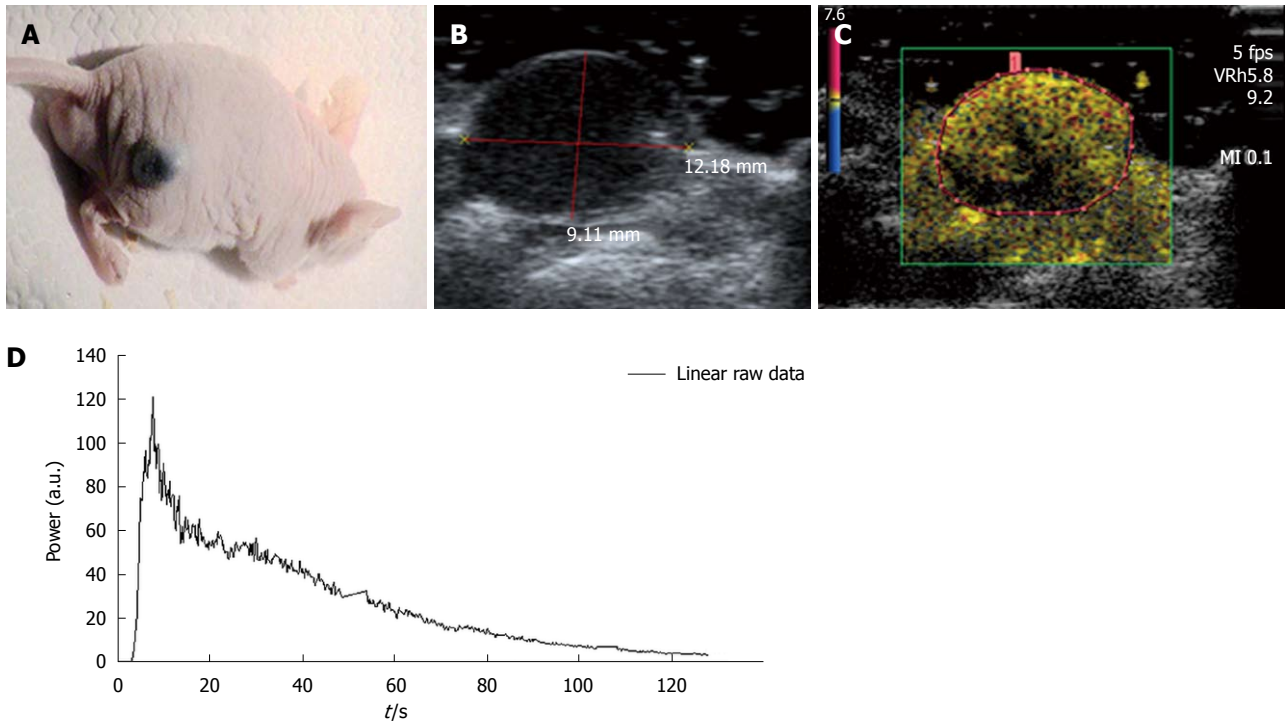 A
B
12.18 mm
9.11 mm
7.6
C
5 fps
VRh5.8
9.2
MI 0.1
D
140
120
100
80
60
40
20
0
Power (a.u.)
Linear raw data
0 20 40 60 80 100 120
t/s